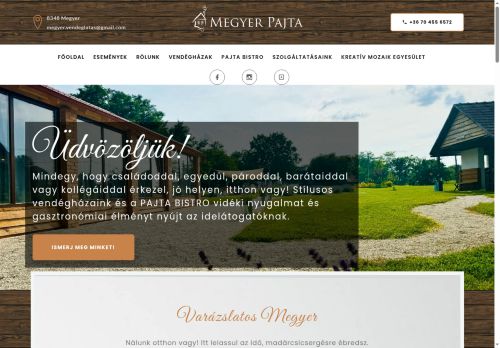 8348 Megyer
megyer.vendeglatas@gmail.com
MEGYER PAJTA
+36 70 455 6572
FŐOLDAL ESEMÉNYEK RÓLUNK VENDÉGHÁZAK PAJTA BISTRO SZOLGÁLTATÁSAINK KREATÍV MOZAIK EGYESÜLET
Üdvözöljük!
Mindegy, hogy családoddal, egyedül, pároddal, barátaiddal
vagy kollégáiddal érkezel, jó helyen, itthon vagy! Stílusos
vendégházaink és a PAJTA BISTRO vidéki nyugalmat és
gasztronómiai élményt nyújt az idelátogatóknak.
ISMERJ MEG MINKET!
Varázslatos Megyer
Nálunk otthon vagy! Itt lelassul az idő, madárcsicsergésre ébredsz.